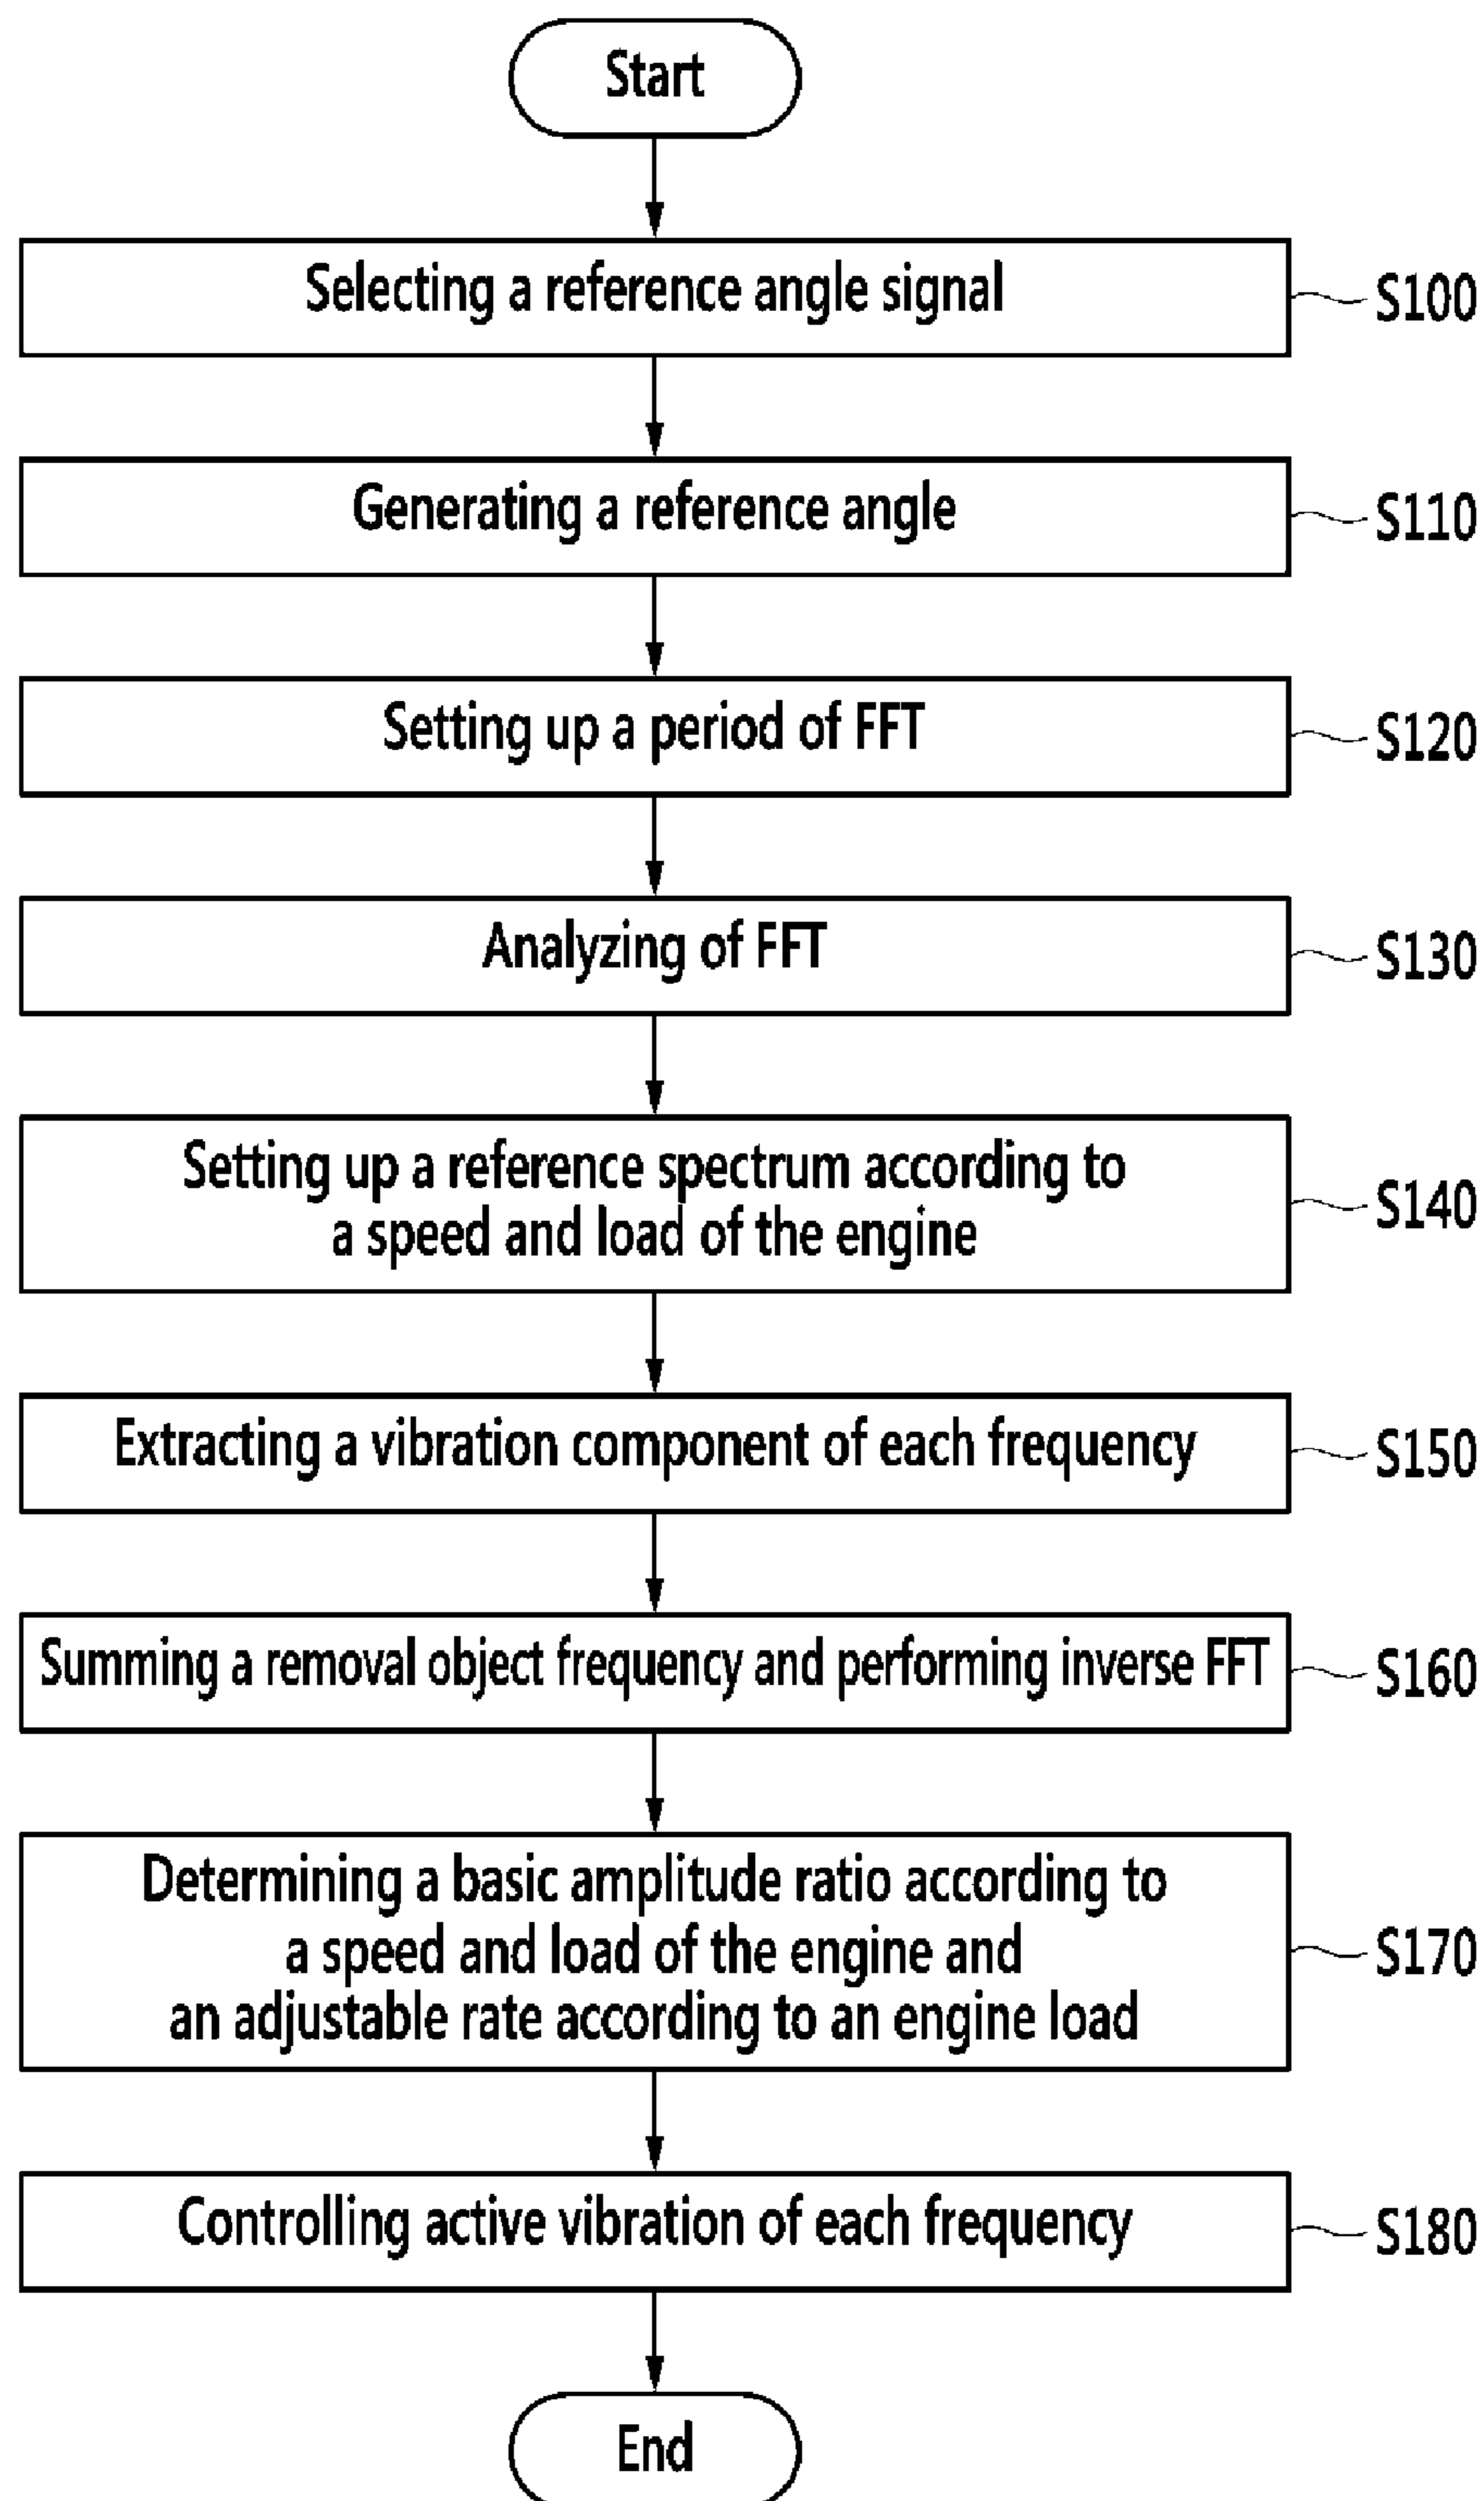 Start
Selecting a reference angle signal
S100
Generating a reference angle
S110
Setting up a period of FFT
S120
Analyzing of FFT
S130
Setting up a reference spectrum according to
a speed and load of the engine
S140
Extracting a vibration component of each frequency
S150
Summing a removal object frequency and performing inverse FFT
S160
Determining a basic amplitude ratio according to
a speed and load of the engine and
an adjustable rate according to an engine load
S170
Controlling active vibration of each frequency
S180
End